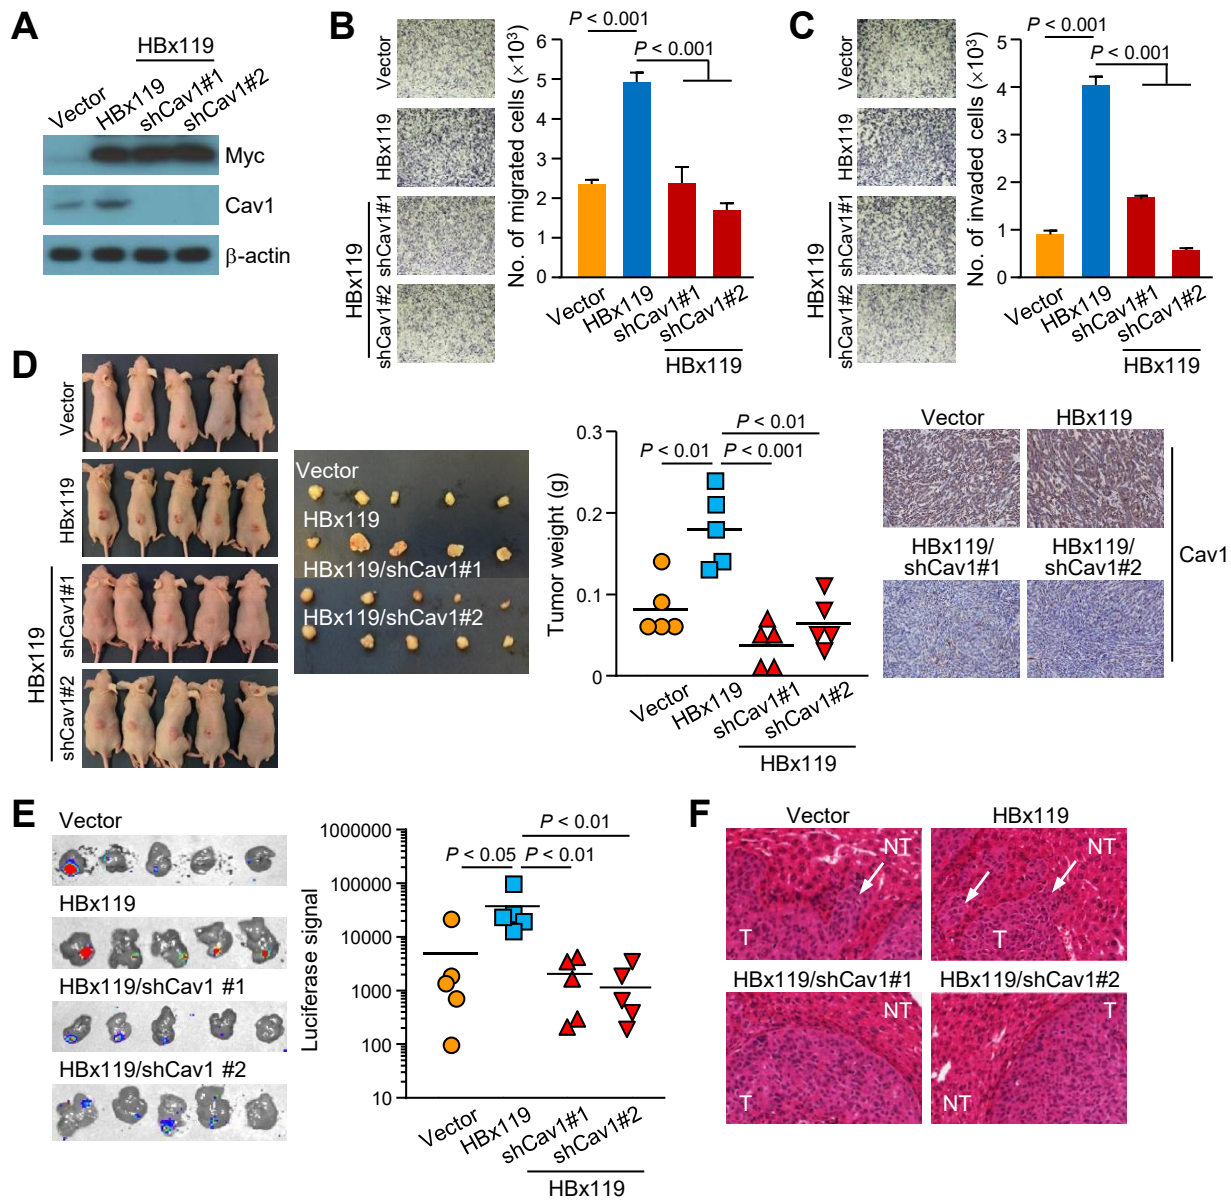 A
HBx119
Vector
HBx119
shCav1#1
shCav1#2
Myc
Cav1
β-actin
B
Vector
HBx119
shCav1#1
shCav1#2
HBx119
No. of migrated cells (×10³)
6
5
4
3
2
1
0
P < 0.001
P < 0.001
Vector
HBx119
shCav1#1
shCav1#2
HBx119
C
Vector
HBx119
shCav1#1
shCav1#2
HBx119
No. of invaded cells (×10³)
5
4
3
2
1
0
P < 0.001
P < 0.001
Vector
HBx119
shCav1#1
shCav1#2
HBx119
D
Vector
HBx119
shCav1#1
shCav1#2
HBx119
Vector
HBx119
HBx119/shCav1#1
HBx119/shCav1#2
Tumor weight (g)
0.3
0.2
0.1
0
P < 0.01
P < 0.01
P < 0.001
Vector
HBx119
shCav1#1
shCav1#2
HBx119
Vector
HBx119
HBx119/
shCav1#1
HBx119/
shCav1#2
Cav1
E
Vector
HBx119
HBx119/shCav1 #1
HBx119/shCav1 #2
Luciferase signal
1000000
100000
10000
1000
100
10
P < 0.01
P < 0.05
P < 0.01
Vector
HBx119
shCav1#1
shCav1#2
HBx119
F
Vector
HBx119
NT
T
NT
T
HBx119/shCav1#1
HBx119/shCav1#2
NT
T
T
NT